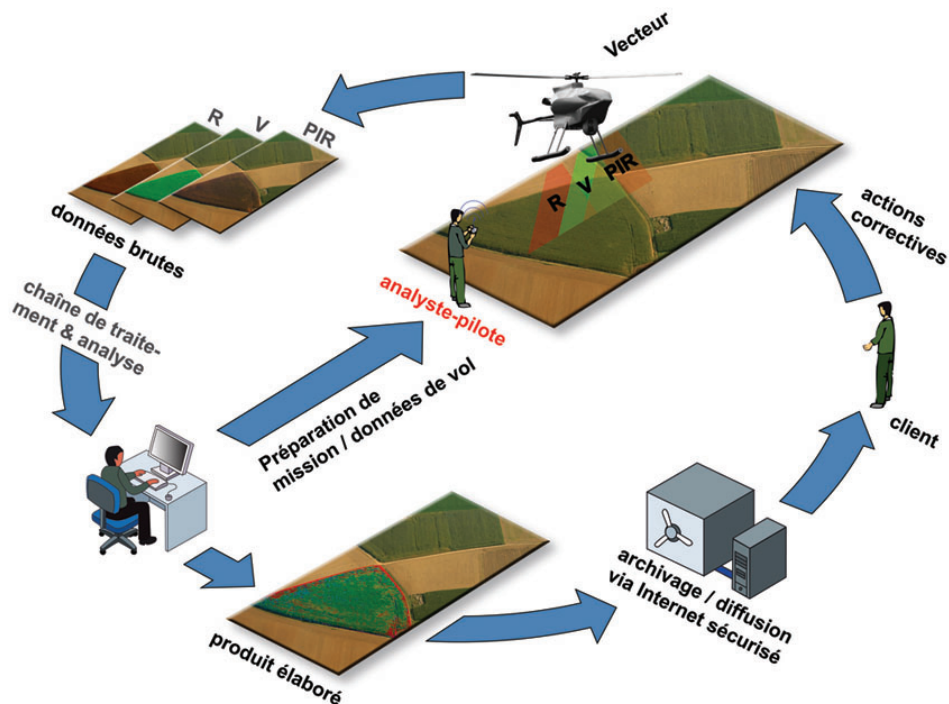 Vecteur
R V PIR
R V PIR
données brutes
actions
correctives
analyste-pilote
chaîne de traite-
ment & analyse
Préparation de
mission / données de vol
client
archivage / diffusion
via Internet sécurisé
produit élaboré